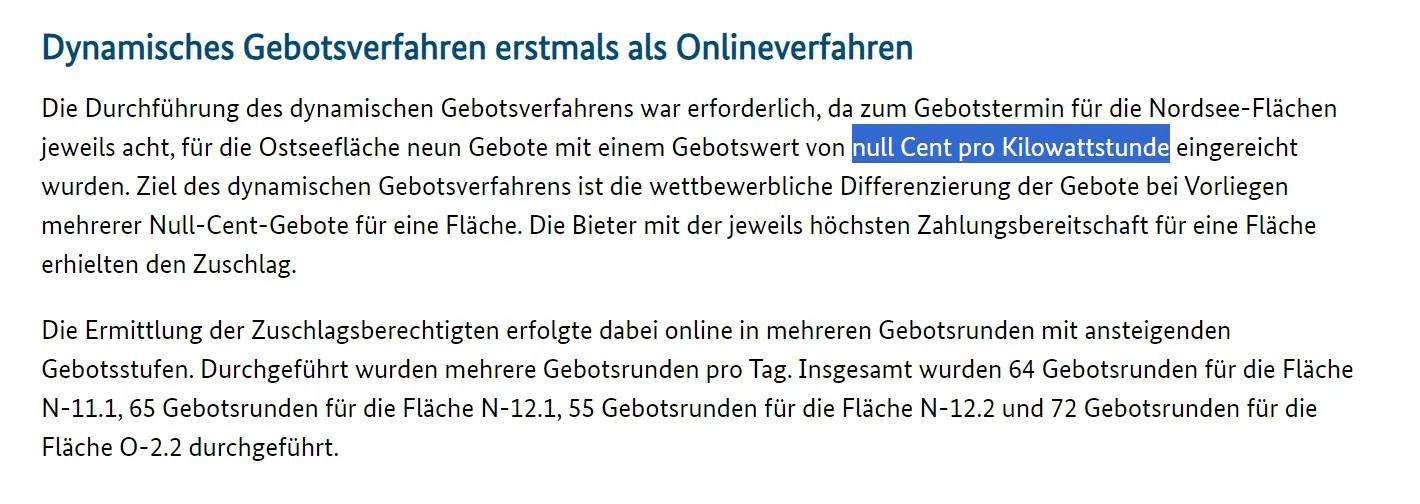 Dynamisches Gebotsverfahren erstmals als Onlineverfahren
Die Durchführung des dynamischen Gebotsverfahrens war erforderlich, da zum Gebotstermin für die Nordsee-Flächen
jeweils acht, für die Ostseefläche neun Gebote mit einem Gebotswert von null Cent pro Kilowattstunde eingereicht
wurden. Ziel des dynamischen Gebotsverfahrens ist die wettbewerbliche Differenzierung der Gebote bei Vorliegen
mehrerer Null-Cent-Gebote für eine Fläche. Die Bieter mit der jeweils höchsten Zahlungsbereitschaft für eine Fläche
erhielten den Zuschlag.
Die Ermittlung der Zuschlagsberechtigten erfolgte dabei online in mehreren Gebotsrunden mit ansteigenden
Gebotsstufen. Durchgeführt wurden mehrere Gebotsrunden pro Tag. Insgesamt wurden 64 Gebotsrunden für die Fläche
N-11.1, 65 Gebotsrunden für die Fläche N-12.1, 55 Gebotsrunden für die Fläche N-12.2 und 72 Gebotsrunden für die
Fläche O-2.2 durchgeführt.